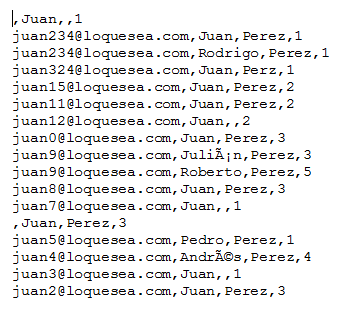 ,Juan,,1
juan234@loquesea.com,Juan,Perez,1
juan234@loquesea.com,Rodrigo,Perez,1
juan324@loquesea.com,Juan,Perz,1
juan15@loquesea.com,Juan,Perez,2
juan11@loquesea.com,Juan,Perez,2
juan12@loquesea.com,Juan,,2
juan0@loquesea.com,Juan,Perez,3
juan9@loquesea.com,JuliÃ¡n,Perez,3
juan9@loquesea.com,Roberto,Perez,5
juan8@loquesea.com,Juan,Perez,3
juan7@loquesea.com,Juan,,1
,Juan,Perez,3
juan5@loquesea.com,Pedro,Perez,1
juan4@loquesea.com,AndrÃ©s,Perez,4
juan3@loquesea.com,Juan,,1
juan2@loquesea.com,Juan,Perez,3